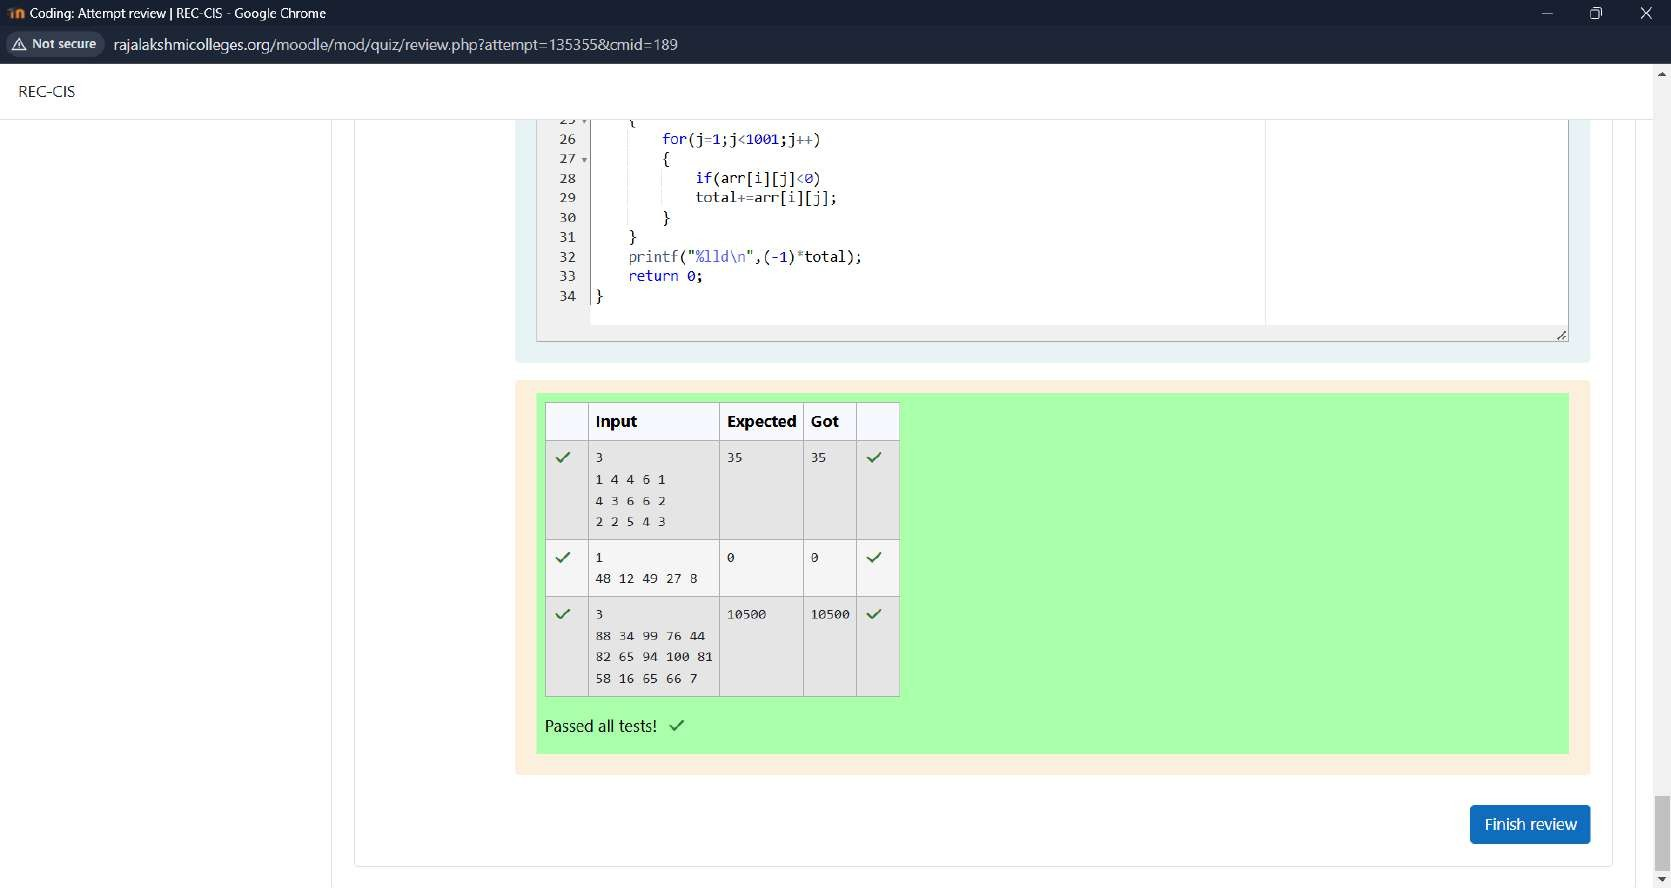 Coding: Attempt review | REC-CIS - Google Chrome
Not secure rajalakshmicolleges.org/moodle/mod/quiz/review.php?attempt=135355&cmid=189
REC-CIS
{
26 for(j=1;j<1001;j++)
27 {
28 if(arr[i][j]<0)
29 total+=arr[i][j];
30 }
31 }
32 printf("%lld\n",(-1)*total);
33 return 0;
34 }
Input Expected Got
3 35 35
1 4 4 6 1
4 3 6 6 2
2 2 5 4 3
1 0 0
48 12 49 27 8
3 10500 10500
88 34 99 76 44
82 65 94 100 81
58 16 65 66 7
Passed all tests!
Finish review